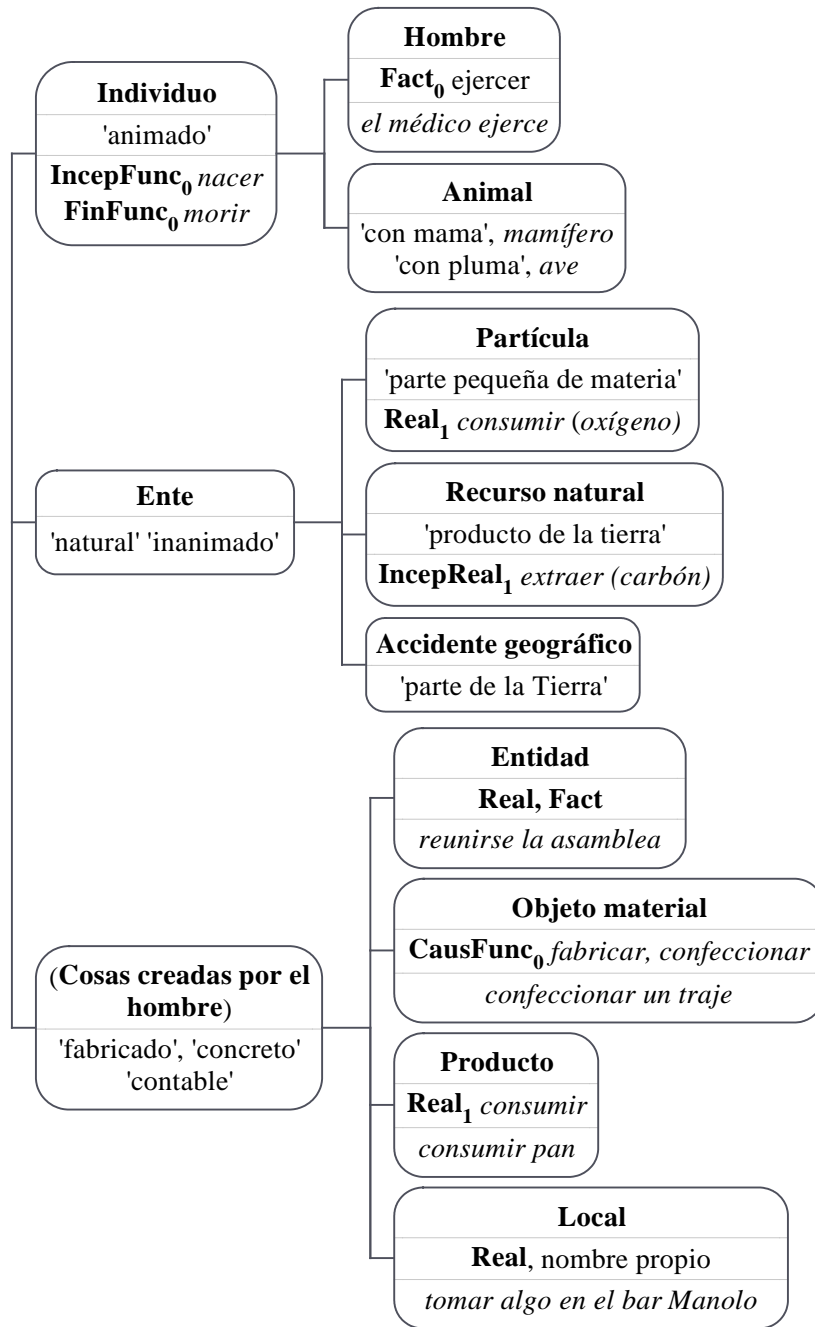 Individuo
'animado'
IncepFunc0 nacer
FinFunc0 morir
Hombre
Fact0 ejercer
el médico ejerce
Animal
'con mama', mamífero
'con pluma', ave
Ente
'natural' 'inanimado'
Partícula
'parte pequeña de materia'
Real1 consumir (oxígeno)
Recurso natural
'producto de la tierra'
IncepReal1 extraer (carbón)
Accidente geográfico
'parte de la Tierra'
(Cosas creadas por el
hombre)
'fabricado', 'concreto'
'contable'
Entidad
Real, Fact
reunirse la asamblea
Objeto material
CausFunc0 fabricar, confeccionar
confeccionar un traje
Producto
Real1 consumir
consumir pan
Local
Real, nombre propio
tomar algo en el bar Manolo